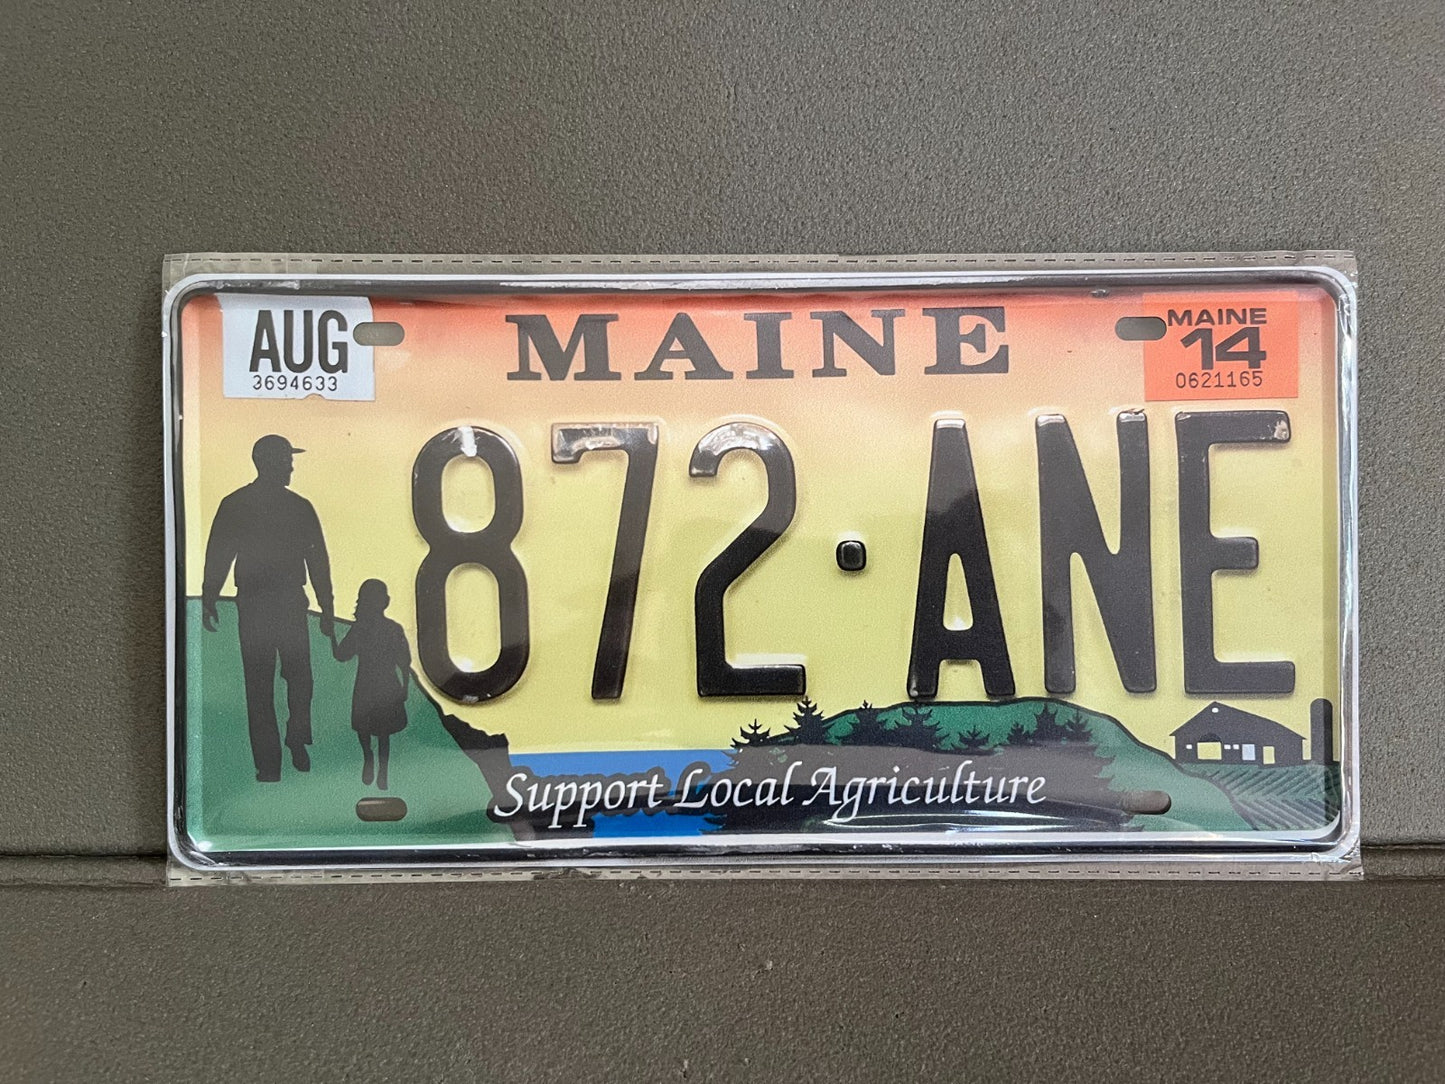 AUG
3694633
MAINE
MAINE
14
0621165
872·ANE
Support Local Agriculture